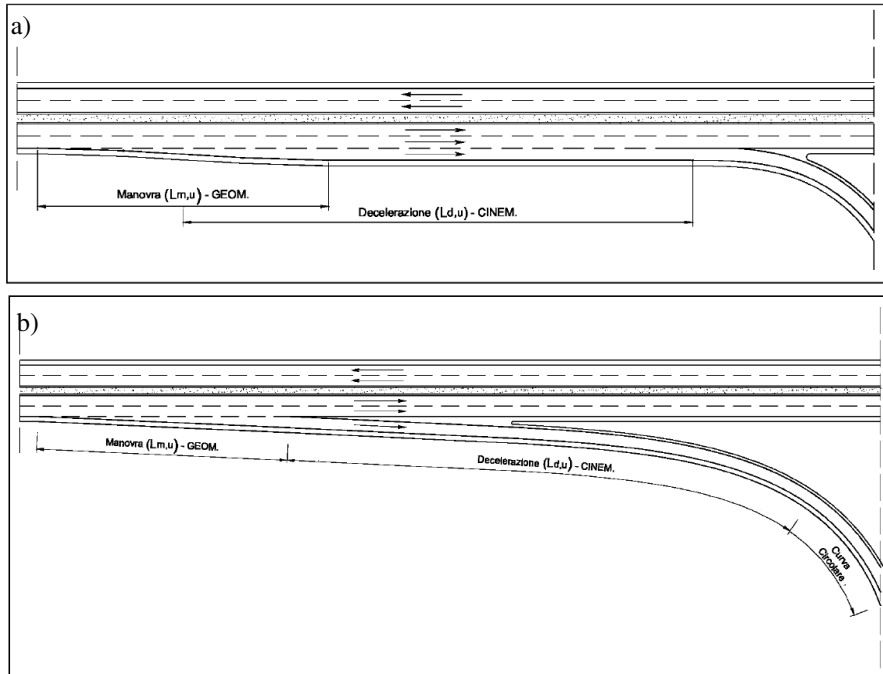 a)
Manovra (Lm,u) - GEOM.
Decelerazione (Ld,u) - CINEM.
b)
Manovra (Lm,u) - GEOM.
Decelerazione (Ld,u) - CINEM.
Curva
Circolare .